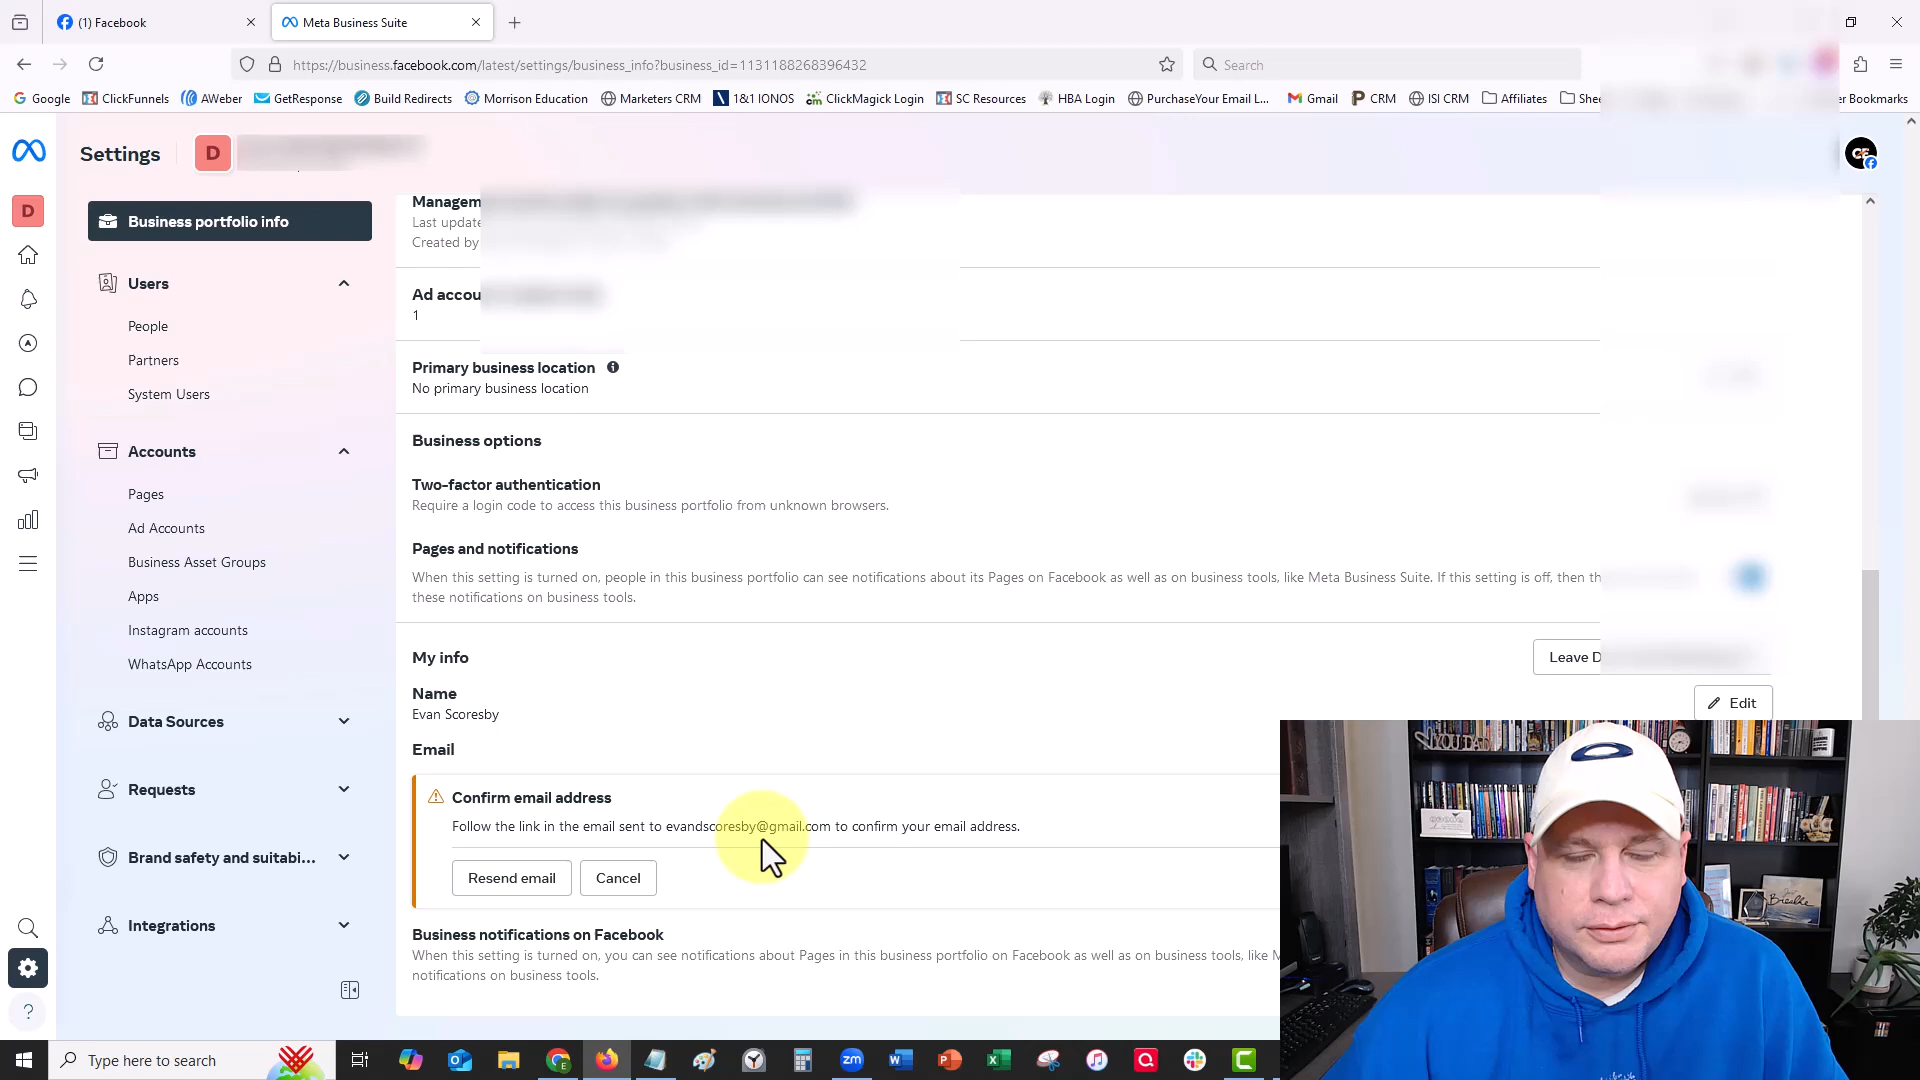 (1) Facebook
Meta Business Suite
https://business.facebook.com/latest/settings/business_info?business_id=1131188268396432
Search
Google
ClickFunnels
AWeber
GetResponse
Build Redirects
Morrison Education
Marketers CRM
1&1 IONOS
ClickMagick Login
SC Resources
HBA Login
PurchaseYour Email L...
Gmail
CRM
ISI CRM
Affiliates
Bookmarks
Settings
D
D
Business portfolio info
Users
People
Partners
System Users
Accounts
Pages
Ad Accounts
Business Asset Groups
Apps
Instagram accounts
WhatsApp Accounts
Data Sources
Requests
Brand safety and suitabi...
Integrations
Created by
1
Primary business location
No primary business location
Business options
Two-factor authentication
Require a login code to access this business portfolio from unknown browsers.
Pages and notifications
When this setting is turned on, people in this business portfolio can see notifications about its Pages on Facebook as well as on business tools, like Meta Business Suite. If this setting is off, then
these notifications on business tools.
My info
Leave D
Name
Evan Scoresby
Edit
Email
Confirm email address
Follow the link in the email sent to evandscoresby@gmail.com to confirm your email address.
Resend email
Cancel
Business notifications on Facebook
When this setting is turned on, you can see notifications about Pages in this business portfolio on Facebook as well as on business tools, like
notifications on business tools.
Type here to search